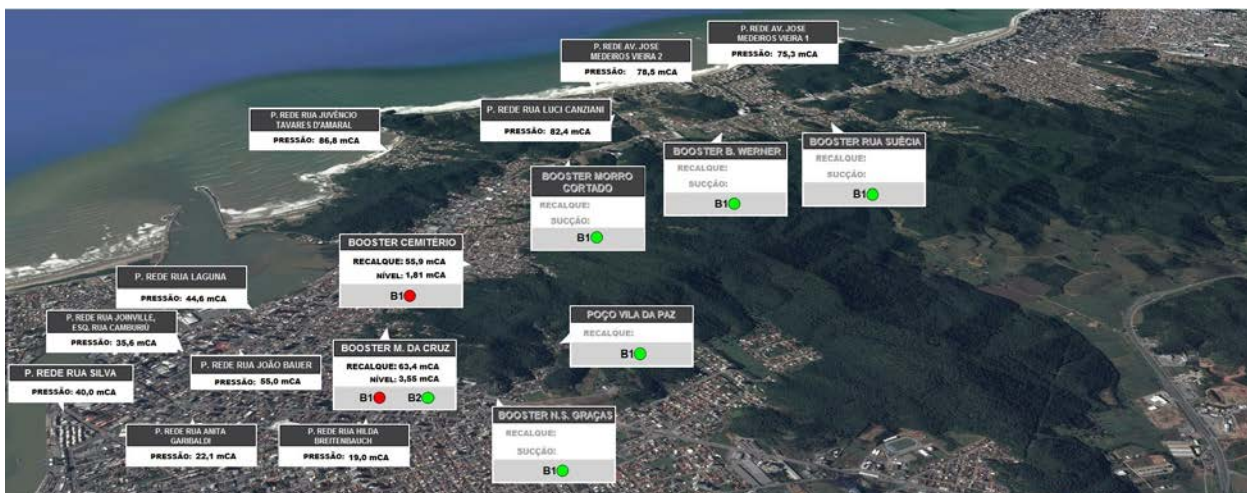 P. REDE AV. JOSE
MEDEIROS VIEIRA 1
PRESSÃO: 75,3 mCA
P. REDE AV. JOSE
MEDEIROS VIEIRA 2
PRESSÃO: 78,5 mCA
P. REDE RUA LUCI CANZIANI
PRESSÃO: 82,4 mCA
P. REDE RUA JUVÊNCIO
TAVARES D'AMARAL
PRESSÃO: 86,8 mCA
BOOSTER RUA SUÉCIA
RECALQUE:
SUCÇÃO:
B1
BOOSTER B. WERNER
RECALQUE:
SUCÇÃO:
B1
BOOSTER MORRO
CORTADO
RECALQUE:
SUCÇÃO:
B1
BOOSTER CEMITÉRIO
RECALQUE: 55,9 mCA
NÍVEL: 1,81 mCA
B1
P. REDE RUA LAGUNA
PRESSÃO: 44,6 mCA
P. REDE RUA JOINVILLE,
ESQ. RUA CAMBURIÚ
PRESSÃO: 35,6 mCA
POÇO VILA DA PAZ
RECALQUE:
B1
BOOSTER M. DA CRUZ
RECALQUE: 63,4 mCA
NÍVEL: 3,55 mCA
B1 B2
P. REDE RUA JOÃO BAUER
PRESSÃO: 55,0 mCA
P. REDE RUA SILVA
PRESSÃO: 40,0 mCA
BOOSTER N.S. GRAÇAS
RECALQUE:
SUCÇÃO:
B1
P. REDE RUA ANITA
GARIBALDI
PRESSÃO: 22,1 mCA
P. REDE RUA HILDA
BREITENBAUCH
PRESSÃO: 19,0 mCA